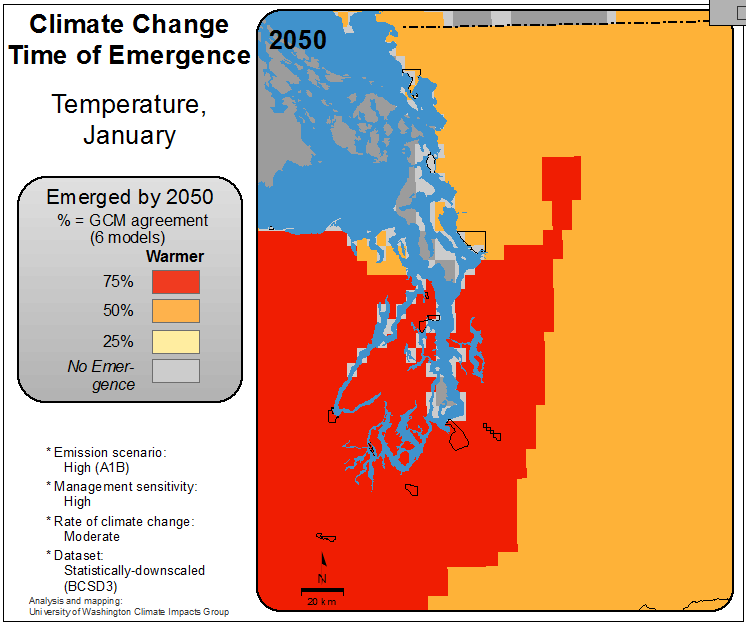 Climate Change
Time of Emergence
Temperature,
January
Emerged by 2050
% = GCM agreement
(6 models)
Warmer
75%
50%
25%
No Emer-
gence
* Emission scenario:
High (A1B)
* Management sensitivity:
High
* Rate of climate change:
Moderate
* Dataset:
Statistically-downscaled
(BCSD3)
Analysis and mapping:
University of Washington Climate Impacts Group
2050
N
20 km